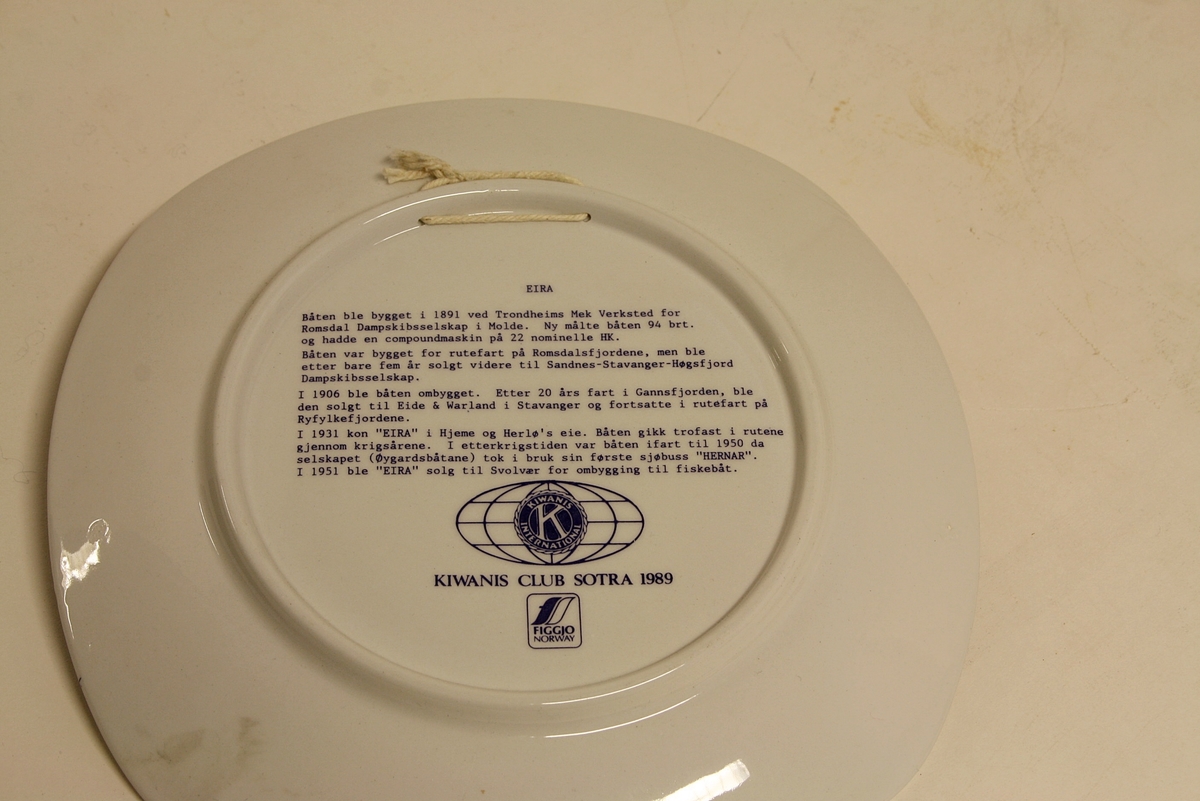 EIRA
Båten ble bygget i 1891 ved Trondheims Mek Verksted for
Romsdal Dampskibsselskap i Molde. Ny målte båten 94 brt.
og hadde en compoundmaskin på 22 nominelle HK.
Båten var bygget for rutefart på Romsdalsfjordene, men ble
etter bare fem år solgt videre til Sandnes-Stavanger-Høgsfjord
Dampskibsselskap.
I 1906 ble båten ombygget. Etter 20 års fart i Gannsfjorden, ble
den solgt til Eide & Warland i Stavanger og fortsatte i rutefart på
Ryfylkefjordene.
I 1931 kon "EIRA" i Hjeme og Herlø's eie. Båten gikk trofast i rutene
gjennom krigsårene. I etterkrigstiden var båten ifart til 1950 da
selskapet (Øygardsbåtane) tok i bruk sin første sjøbuss "HERNAR".
I 1951 ble "EIRA" solg til Svolvær for ombygging til fiskebåt.
KIWANIS
K
INTERNATIONAL
KIWANIS CLUB SOTRA 1989
FIGGJO
NORWAY